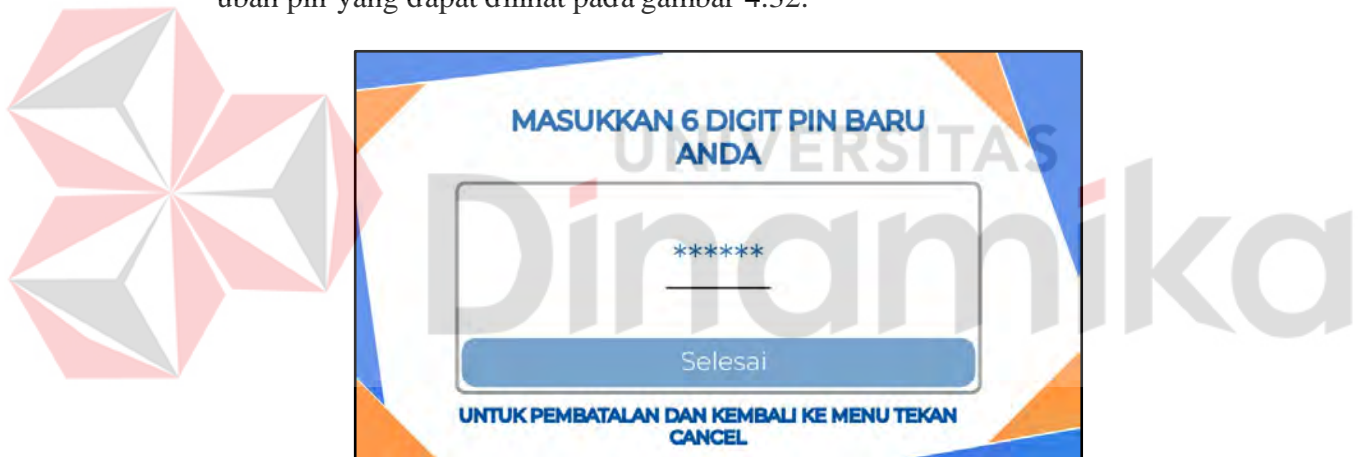 ubah pin yang dapat dilihat pada gambar 4.32.
MASUKKAN 6 DIGIT PIN BARU
ANDA
UNIVERSITAS
Dinamika
******
Selesai
UNTUK PEMBATALAN DAN KEMBALI KE MENU TEKAN
CANCEL